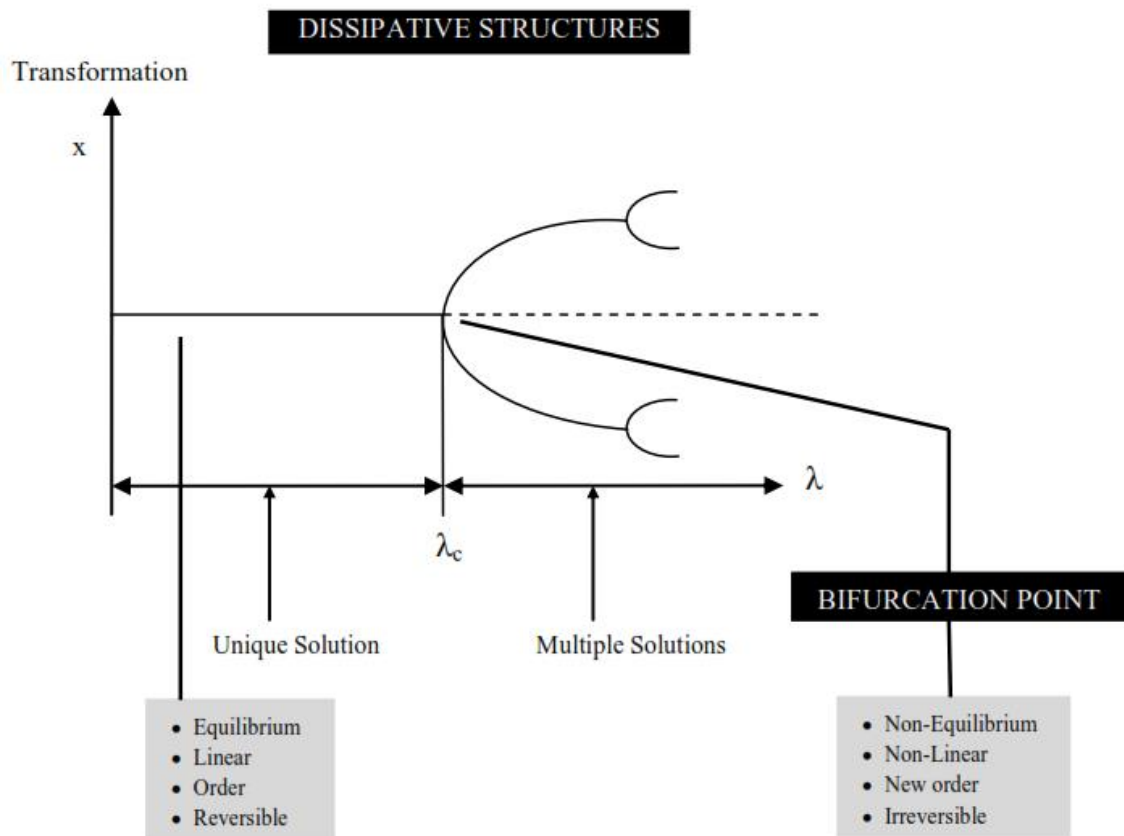 DISSIPATIVE STRUCTURES
Transformation
x
λ
λc
BIFURCATION POINT
Unique Solution
Multiple Solutions
• Equilibrium
• Linear
• Order
• Reversible
• Non-Equilibrium
• Non-Linear
• New order
• Irreversible